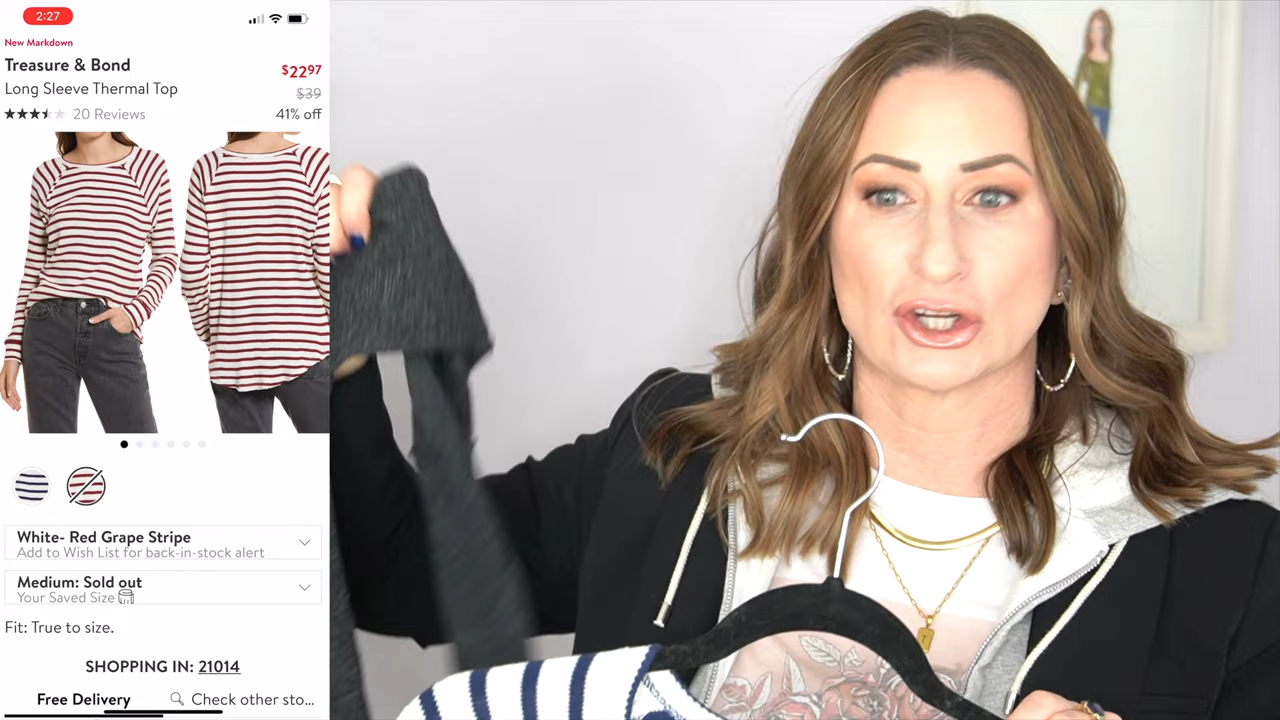 2:27
New Markdown
Treasure & Bond
$22⁹⁷
Long Sleeve Thermal Top
$39
20 Reviews
41% off
White- Red Grape Stripe
Add to Wish List for back-in-stock alert
Medium: Sold out
Your Saved Size
Fit: True to size.
SHOPPING IN: 21014
Free Delivery
Check other sto...